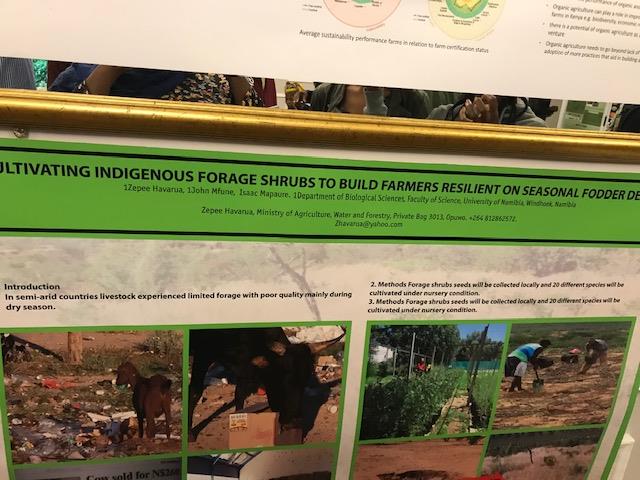 Average sustainability performance farms in relation to farm certification status
Organic agriculture can play a role in
farms in Kenya e.g. biodiversity, economic
there is a potential of organic agriculture as
venture
Organic agriculture needs to go beyond lack of
adoption of more practices that aid in building
LTIVATING INDIGENOUS FORAGE SHRUBS TO BUILD FARMERS RESILIENT ON SEASONAL FODDER DE
1Zepee Havarua, 1John Mfune, Isaac Mapaure. 1Department of Biological Sciences, Faculty of Science, University of Namibia, Windhoek, Namibia
Zepee Havarua, Ministry of Agriculture, Water and Forestry, Private Bag 3013, Opuwo. +264 812862572.
Zhavarua@yahoo.com
Introduction
In semi-arid countries livestock experienced limited forage with poor quality mainly during
dry season.
2. Methods Forage shrubs seeds will be collected locally and 20 different species will be
cultivated under nursery condition.
3. Methods Forage shrubs seeds will be collected locally and 20 different species will be
cultivated under nursery condition.
Cow sold for N$260